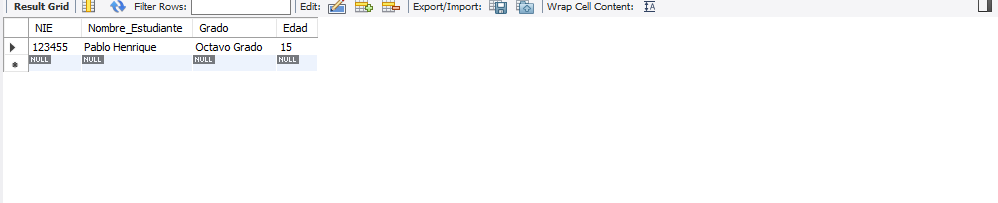 Result Grid Filter Rows: Edit: Export/Import: Wrap Cell Content: IA
NIE Nombre_Estudiante Grado Edad
123455 Pablo Henrique Octavo Grado 15
NULL NULL NULL NULL